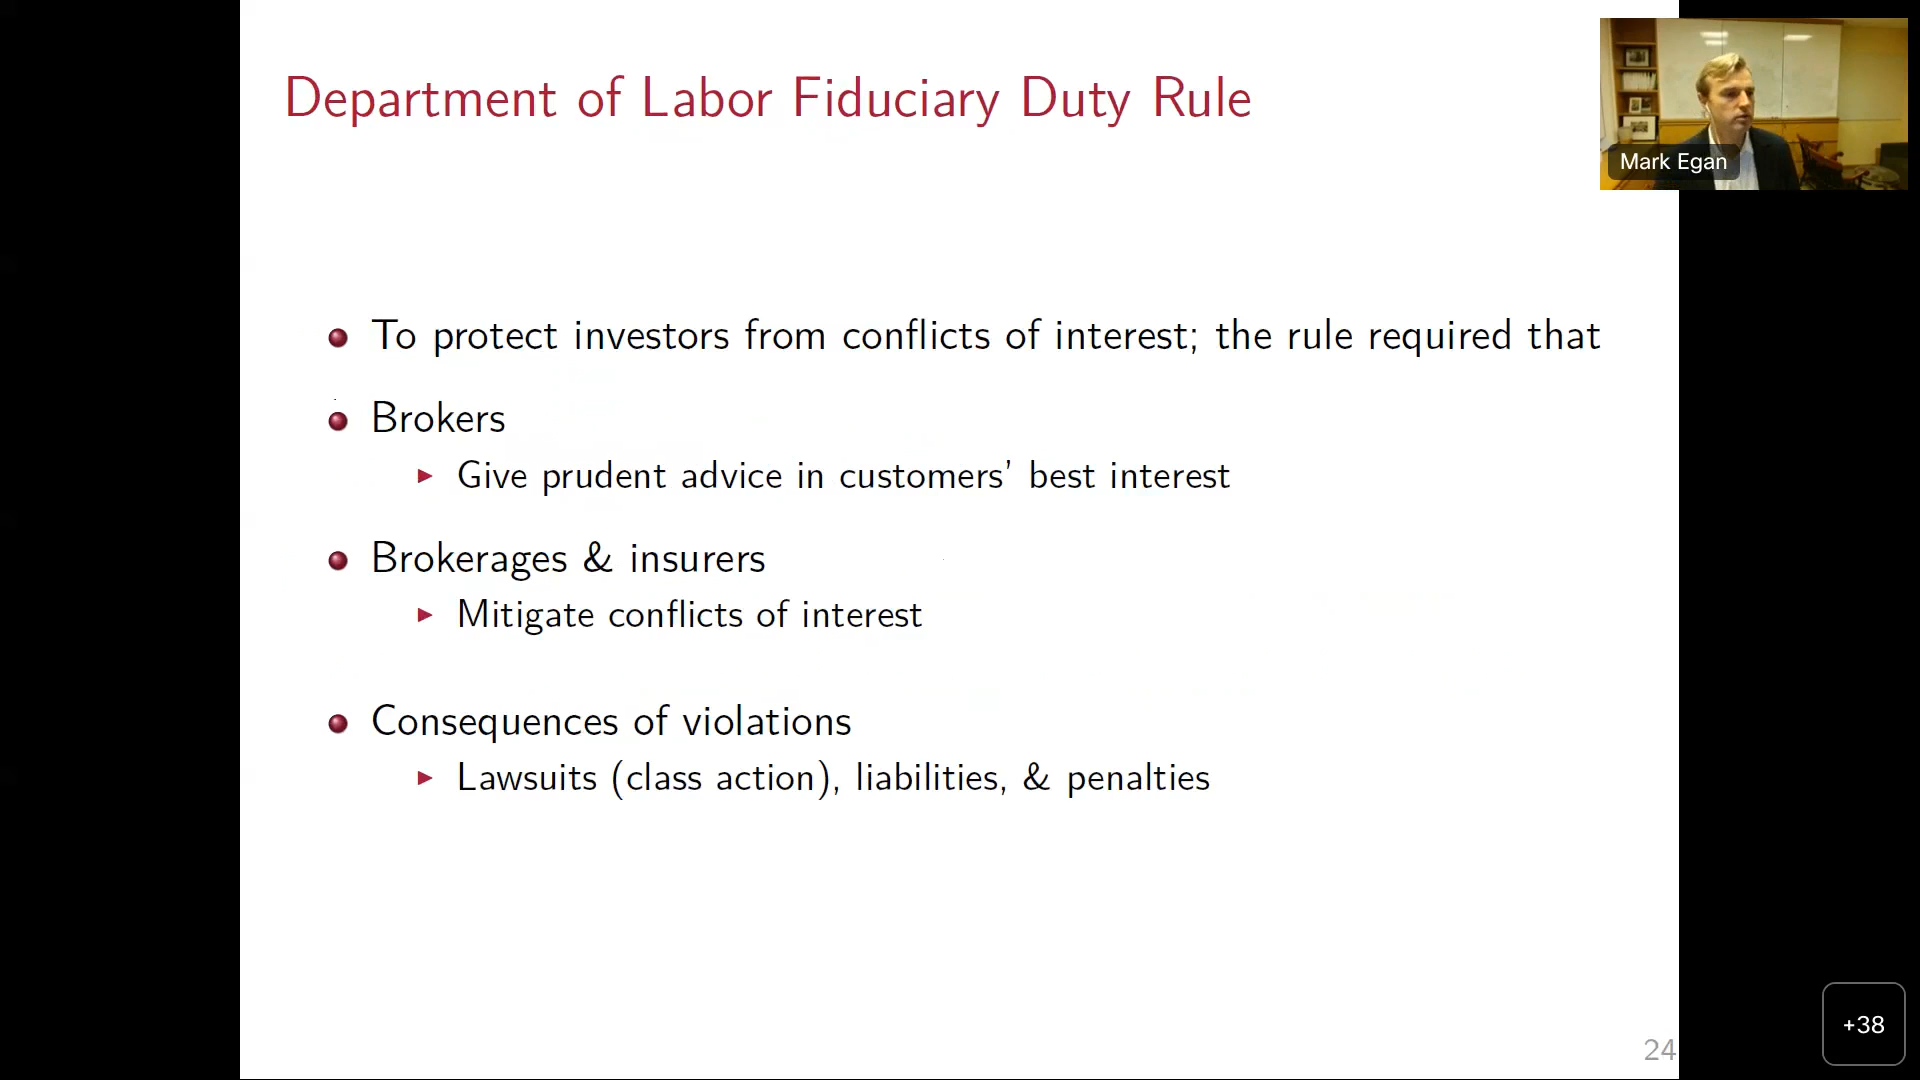 Department of Labor Fiduciary Duty Rule
Mark Egan
To protect investors from conflicts of interest; the rule required that
Brokers
Give prudent advice in customers' best interest
Brokerages & insurers
Mitigate conflicts of interest
Consequences of violations
Lawsuits (class action), liabilities, & penalties
+38
24